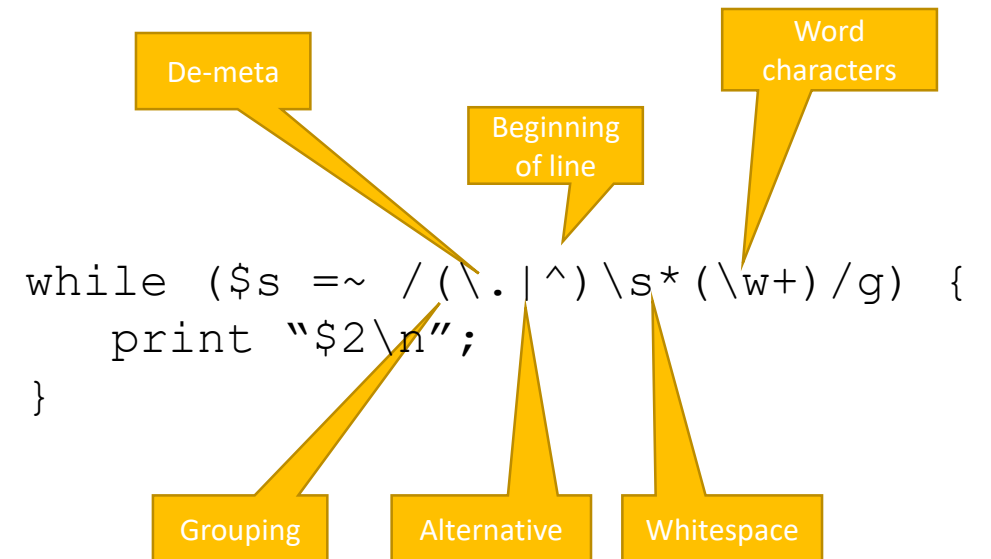 Word
characters
De-meta
Beginning
of line
while ($s =~ /(\.|^)\s*(\w+)/g) {
print “$2\n”;
}
Grouping
Alternative
Whitespace